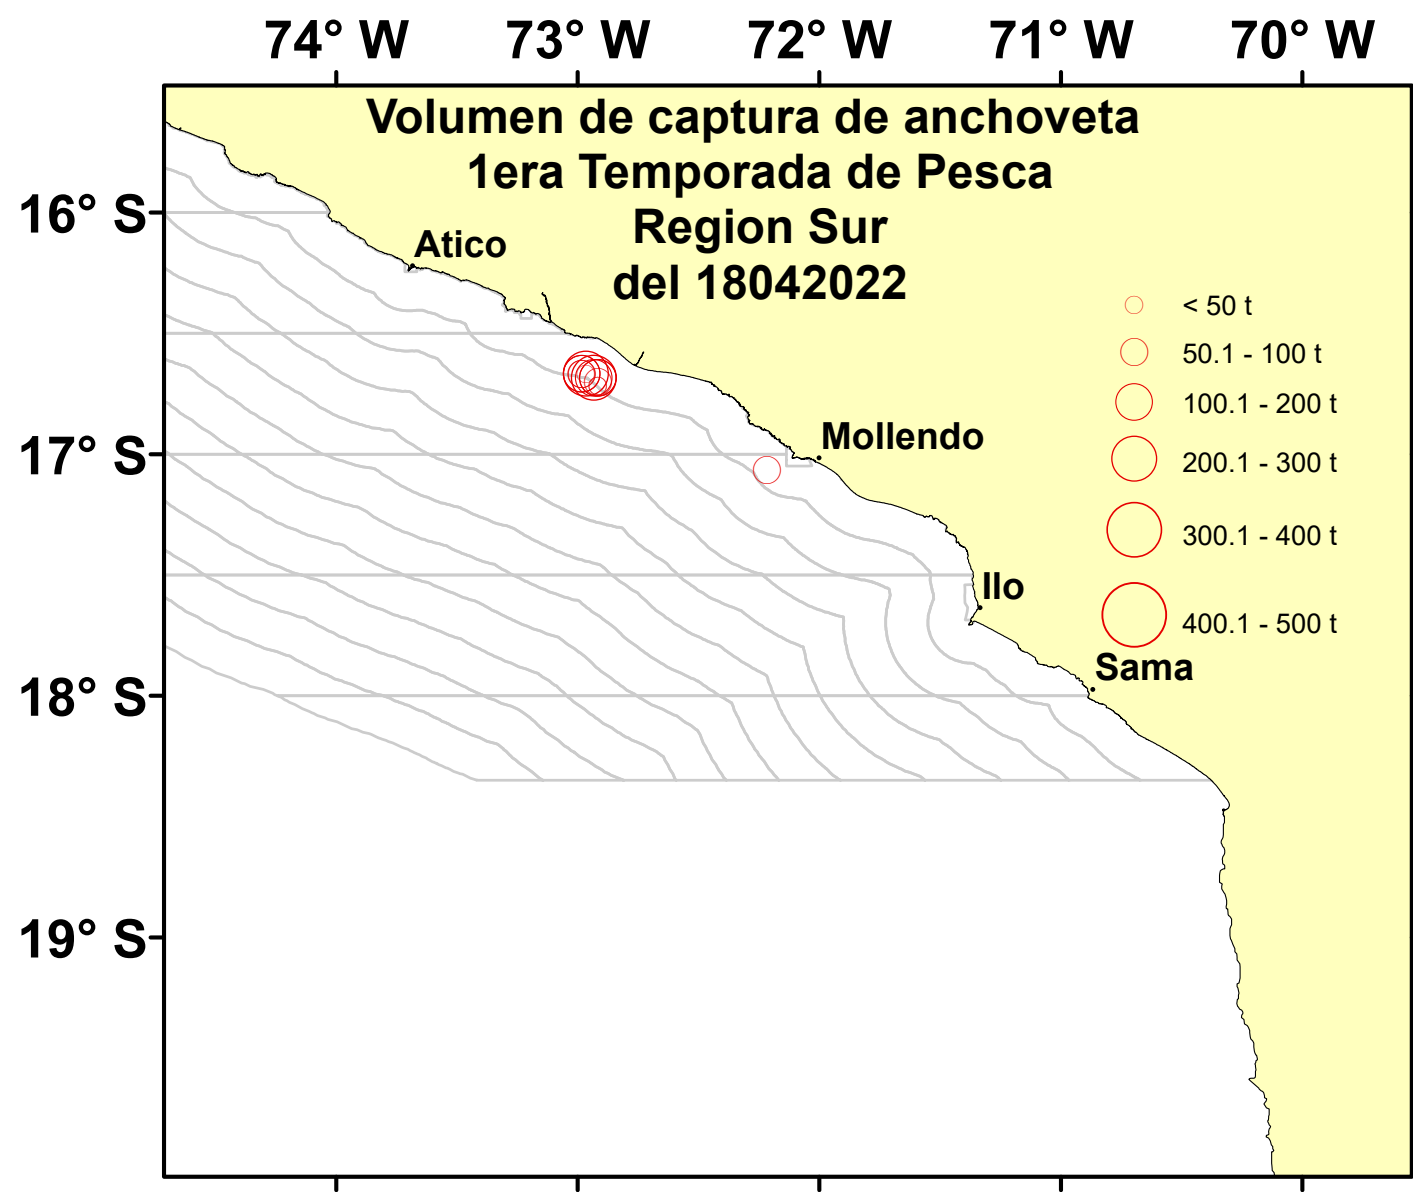 74° W 73° W 72° W 71° W 70° W
Volumen de captura de anchoveta
1era Temporada de Pesca
Region Sur
del 18042022
16° S
Atico
< 50 t
50.1 - 100 t
100.1 - 200 t
17° S
Mollendo
200.1 - 300 t
300.1 - 400 t
Ilo
400.1 - 500 t
18° S
Sama
19° S